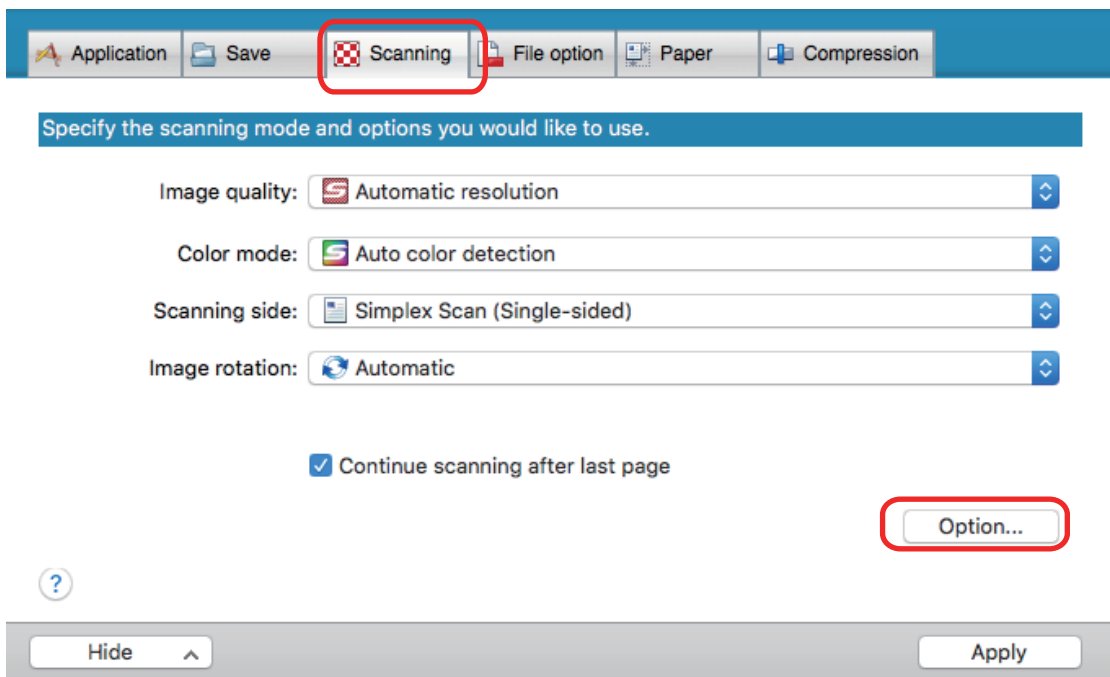 Application Save Scanning File option Paper Compression
Specify the scanning mode and options you would like to use.
Image quality: Automatic resolution
Color mode: Auto color detection
Scanning side: Simplex Scan (Single-sided)
Image rotation: Automatic
Continue scanning after last page
Option...
?
Hide Apply